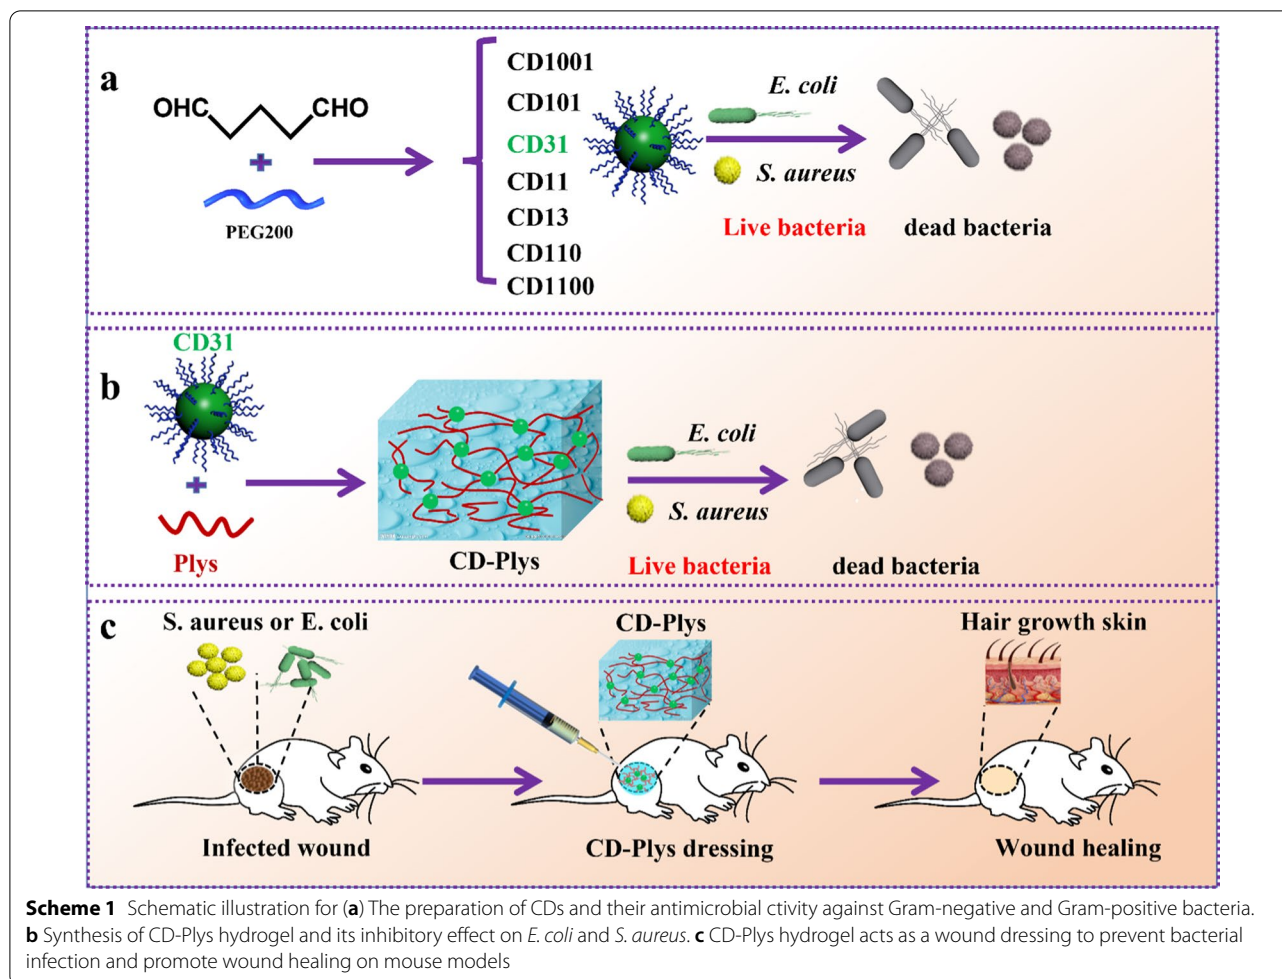 a
OHC
CHO
+
PEG200
CD1001
CD101
CD31
CD11
CD13
CD110
CD1100
E. coli
S. aureus
Live bacteria
dead bacteria
b
CD31
+
Plys
CD-Plys
E. coli
S. aureus
Live bacteria
dead bacteria
c
S. aureus or E. coli
Infected wound
CD-Plys
CD-Plys dressing
Hair growth skin
Wound healing
Scheme 1 Schematic illustration for (a) The preparation of CDs and their antimicrobial ctivity against Gram-negative and Gram-positive bacteria.
b Synthesis of CD-Plys hydrogel and its inhibitory effect on E. coli and S. aureus. c CD-Plys hydrogel acts as a wound dressing to prevent bacterial
infection and promote wound healing on mouse models